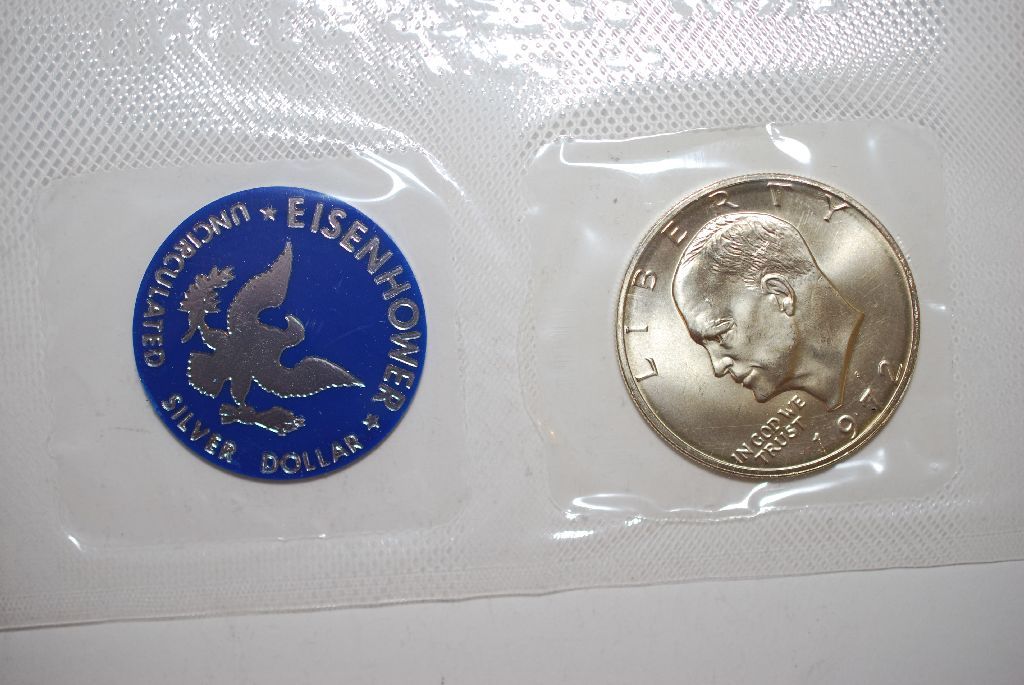 EISENHOWER
UNCIRCULATED
SILVER DOLLAR
LIBERTY
IN GOD WE
TRUST
1972